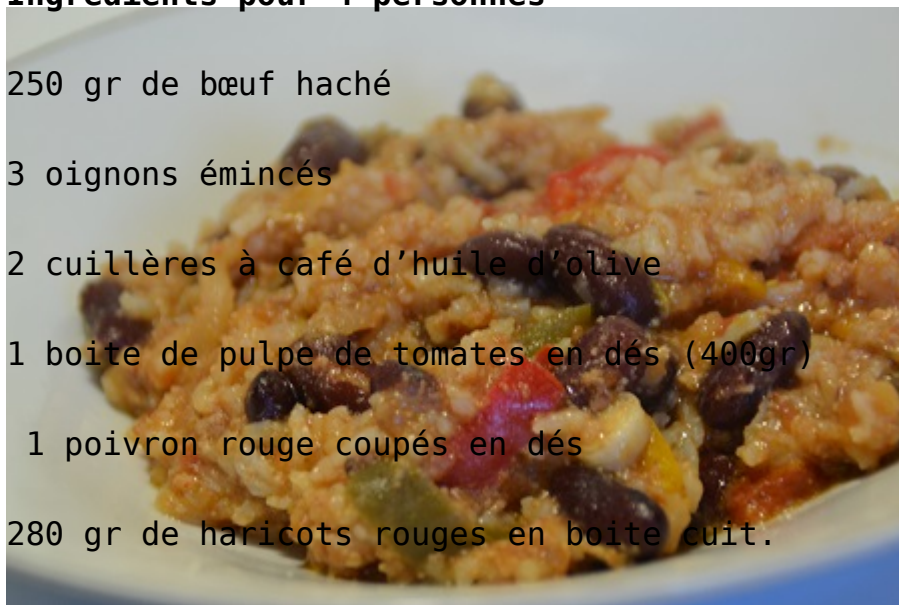 Ingrédients pour 4 personnes
250 gr de bœuf haché
3 oignons émincés
2 cuillères à café d’huile d’olive
1 boite de pulpe de tomates en dés (400gr)
1 poivron rouge coupés en dés
280 gr de haricots rouges en boite cuit.